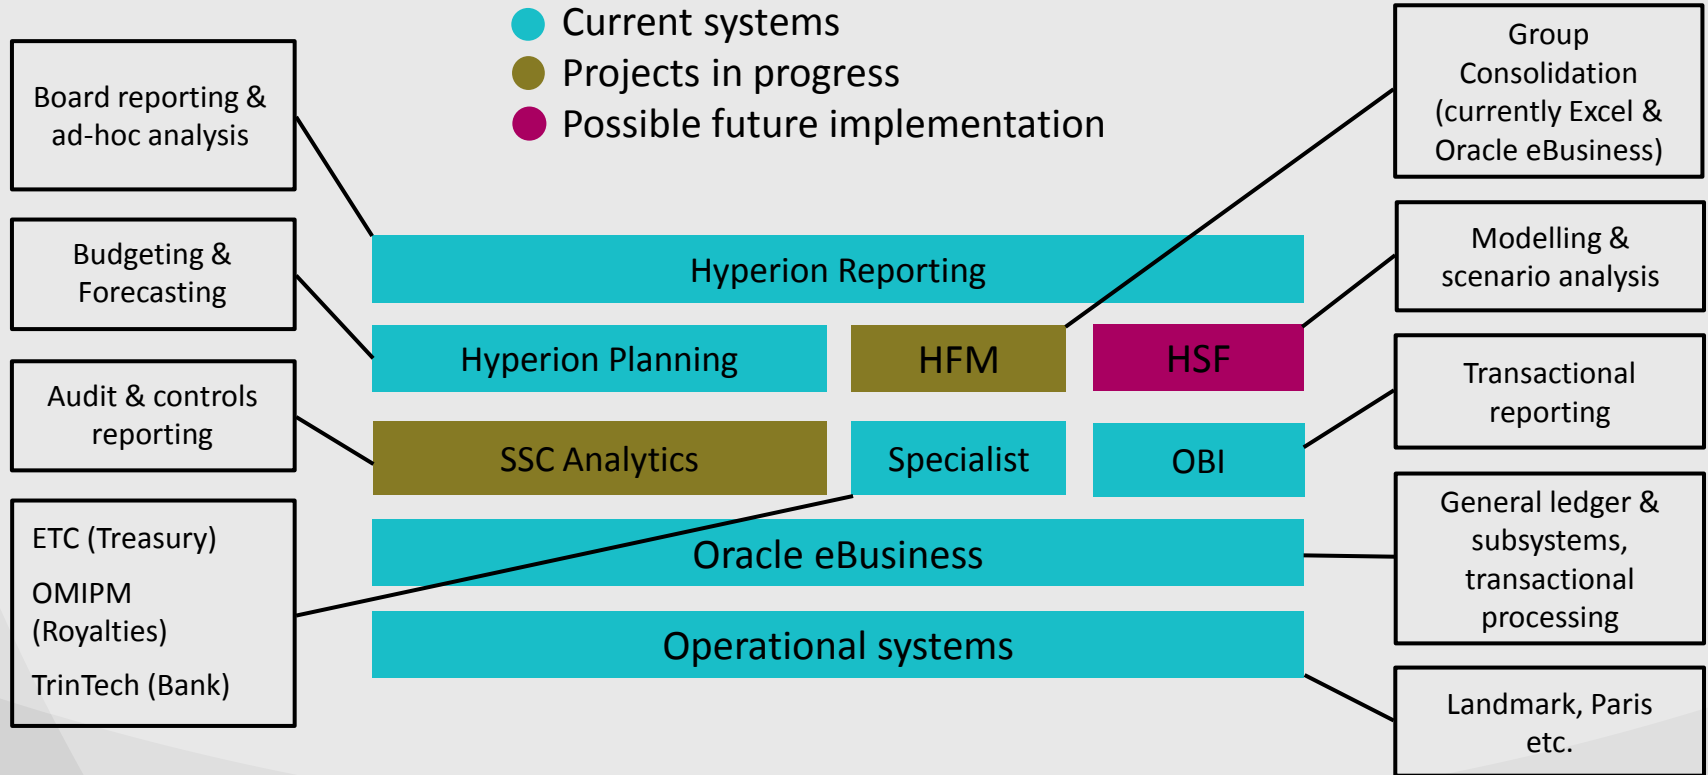 Current systems
Projects in progress
Possible future implementation
Board reporting &
ad-hoc analysis
Budgeting &
Forecasting
Audit & controls
reporting
ETC (Treasury)
OMIPM
(Royalties)
TrinTech (Bank)
Hyperion Reporting
Hyperion Planning
HFM
HSF
SSC Analytics
Specialist
OBI
Oracle eBusiness
Operational systems
Group
Consolidation
(currently Excel &
Oracle eBusiness)
Modelling &
scenario analysis
Transactional
reporting
General ledger &
subsystems,
transactional
processing
Landmark, Paris
etc.